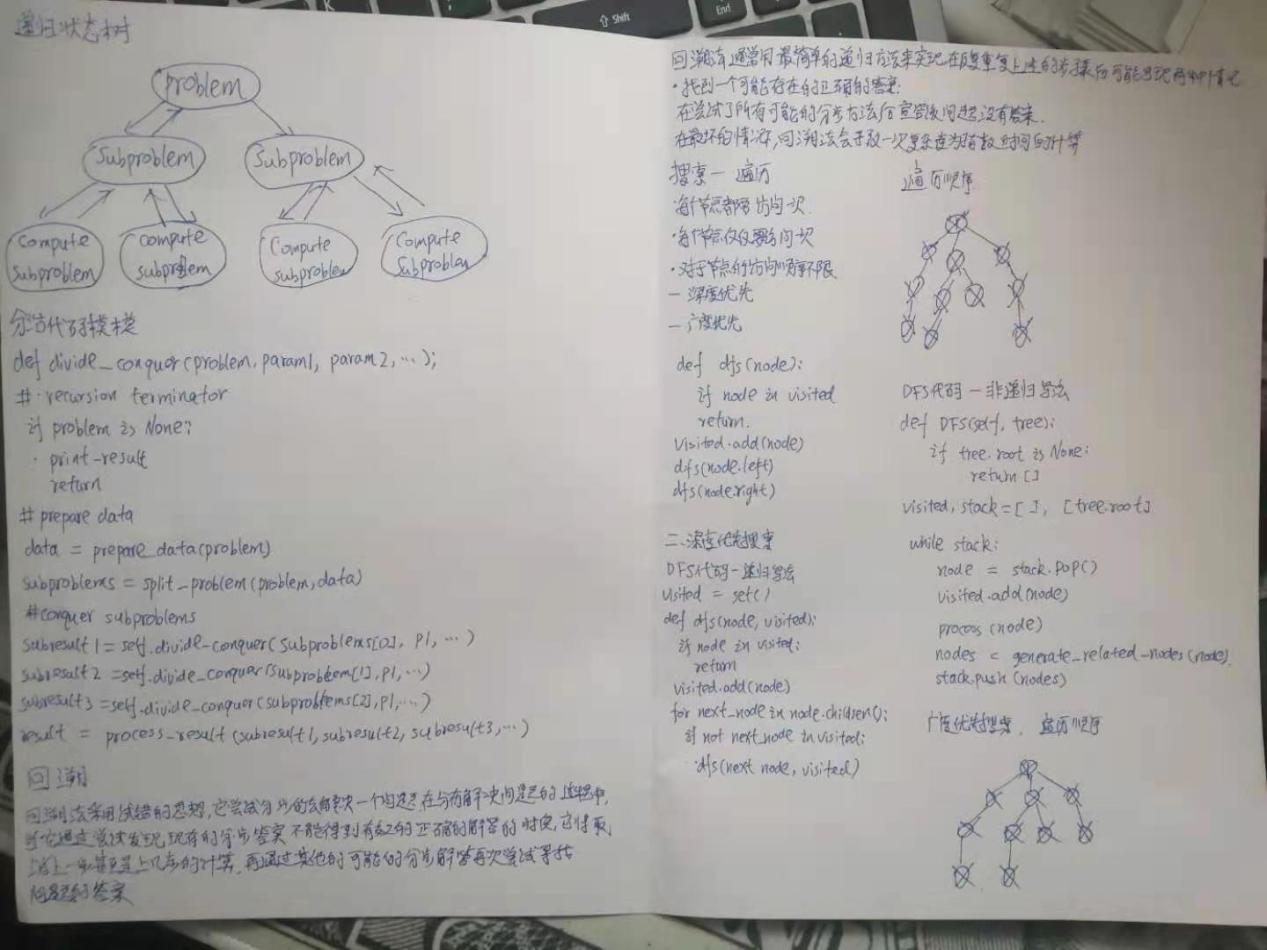 递归状态树
problem
subproblem
subproblem
Compute
subproblem
compute
subproblem
Compute
subproblem
Compute
Subproblem
分治代码模板
def divide_conquer(problem, param1, param2, ...);
# recursion terminator
if problem is None:
print-result
return
# prepare data
data = prepare_data(problem)
subproblems = split_problem(problem, data)
#conquer subproblems
subresult1 = self.divide-conquer(subproblems[0], P1, ...)
subresult2 = self.divide_conquer(subproblem[1], P1, ...)
subresult3 = self.divide_conquer(subproblems[2], P1, ...)
result = process_result(subresult1, subresult2, subresult3, ...)
回溯
回溯法采用试错的思想,它尝试分步的去解决一个问题 在分步解决问题的过程中,
当它通过尝试发现,现有的分步答案不能得到有效的正确的解答的时候,它将取
消上一步甚至是上几步的计算,再通过其他的可能的分步解答再次尝试寻找
问题的答案
回溯法通常用最简单的递归方法来实现,在反复重复上述的步骤后可能出现两种情况
·找到一个可能存在的正确的答案;
在尝试了所有可能的分步方法后宣告该问题没有答案.
在最坏的情况,回溯法会导致一次复杂度为指数时间的计算
搜索一 遍历
每个节点都要访问一次.
·每个节点仅仅要访问一次
·对于节点的访问顺序不限
- 深度优先
- 广度优先
def dfs(node):
if node in visited
return.
visited.add(node)
dfs(node.left)
dfs(node.right)
二.深度优先搜索
DFS代码-递归写法
visited = set()
def dfs(node, visited):
if node in visited:
return
visited.add(node)
for next_node in node.children():
if not next_node in visited:
dfs(next node, visited)
遍历顺序
DFS代码-非递归写法
def DFS(self, tree):
if tree.root is None:
return []
visited, stack = [], [tree.root]
while stack:
node = stack.pop()
visited.add(node)
process(node)
nodes = generate_related_nodes(node).
stack.push(nodes)
广度优先搜索. 遍历顺序